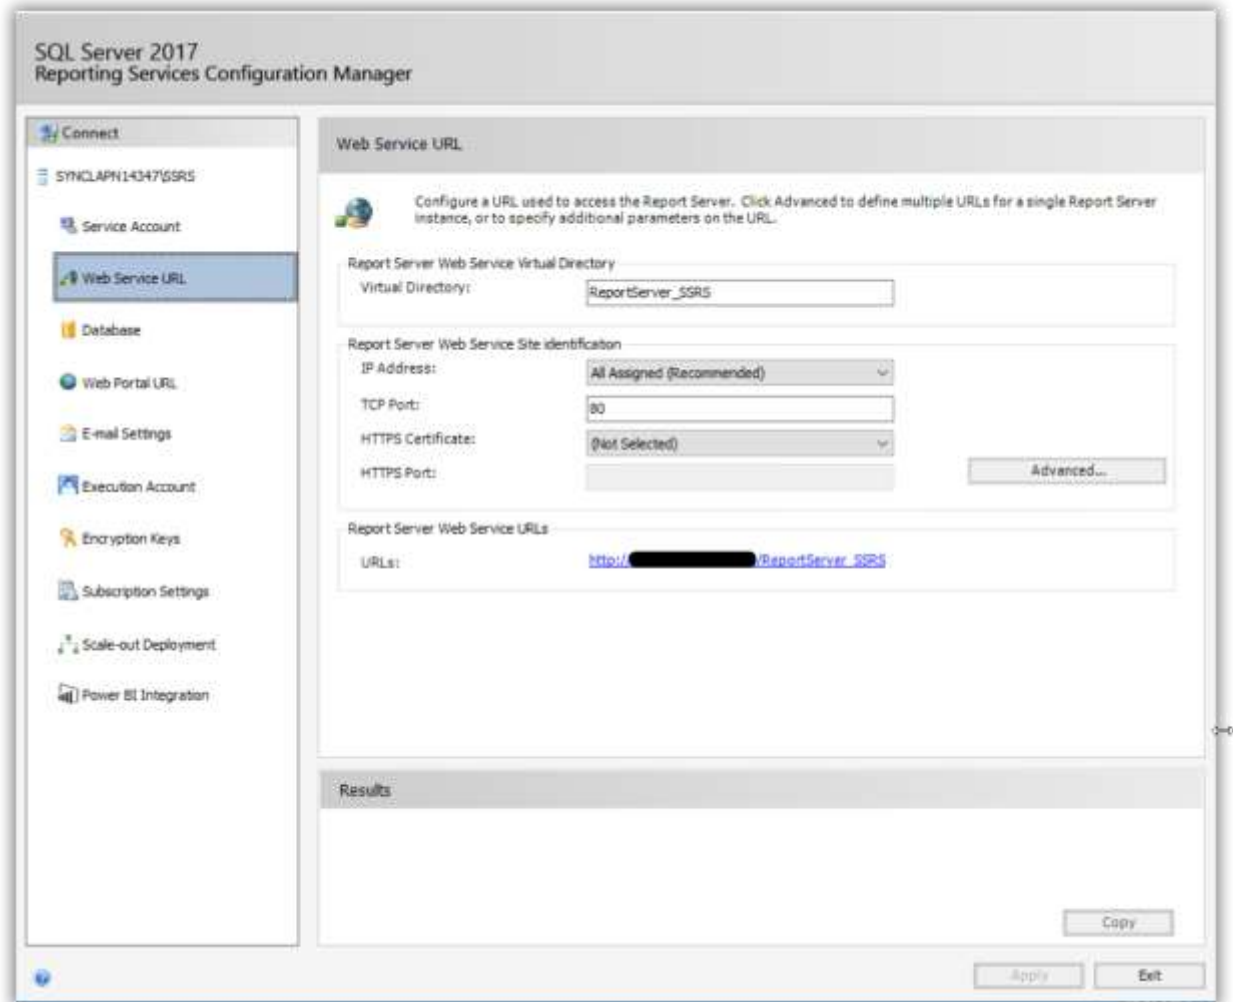 SQL Server 2017
Reporting Services Configuration Manager
Connect
SYNCLAPN14347\SSRS
Service Account
Web Service URL
Database
Web Portal URL
E-mail Settings
Execution Account
Encryption Keys
Subscription Settings
Scale-out Deployment
Power BI Integration
Web Service URL
Configure a URL used to access the Report Server. Click Advanced to define multiple URLs for a single Report Server
instance, or to specify additional parameters on the URL.
Report Server Web Service Virtual Directory
Virtual Directory: ReportServer_SSRS
Report Server Web Service Site identification
IP Address: All Assigned (Recommended)
TCP Port: 80
HTTPS Certificate: (Not Selected)
HTTPS Port:
Advanced...
Report Server Web Service URLs
URLs: http:// /ReportServer_SSRS
Results
Copy
Apply
Exit